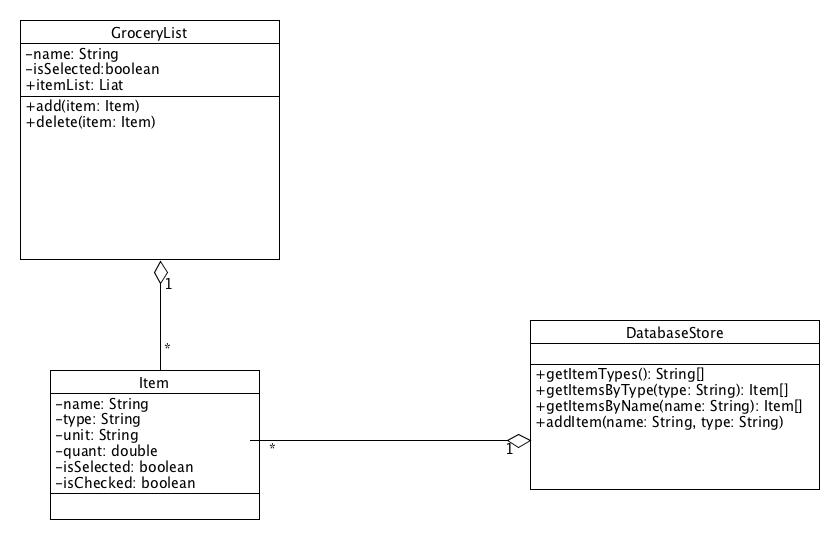 GroceryList
-name: String
-isSelected:boolean
+itemList: Liat
+add(item: Item)
+delete(item: Item)
1
*
Item
-name: String
-type: String
-unit: String
-quant: double
-isSelected: boolean
-isChecked: boolean
*
1
DatabaseStore
+getItemTypes(): String[]
+getItemsByType(type: String): Item[]
+getItemsByName(name: String): Item[]
+addItem(name: String, type: String)